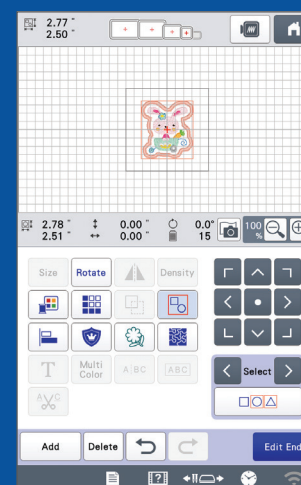 2.77 "
2.50 "
2.78 " 0.00 " 0.0°
2.51 " 0.00 " 15
100 %
Size Rotate Density
T Multi Color ABC ABC
Select
Add Delete Edit End